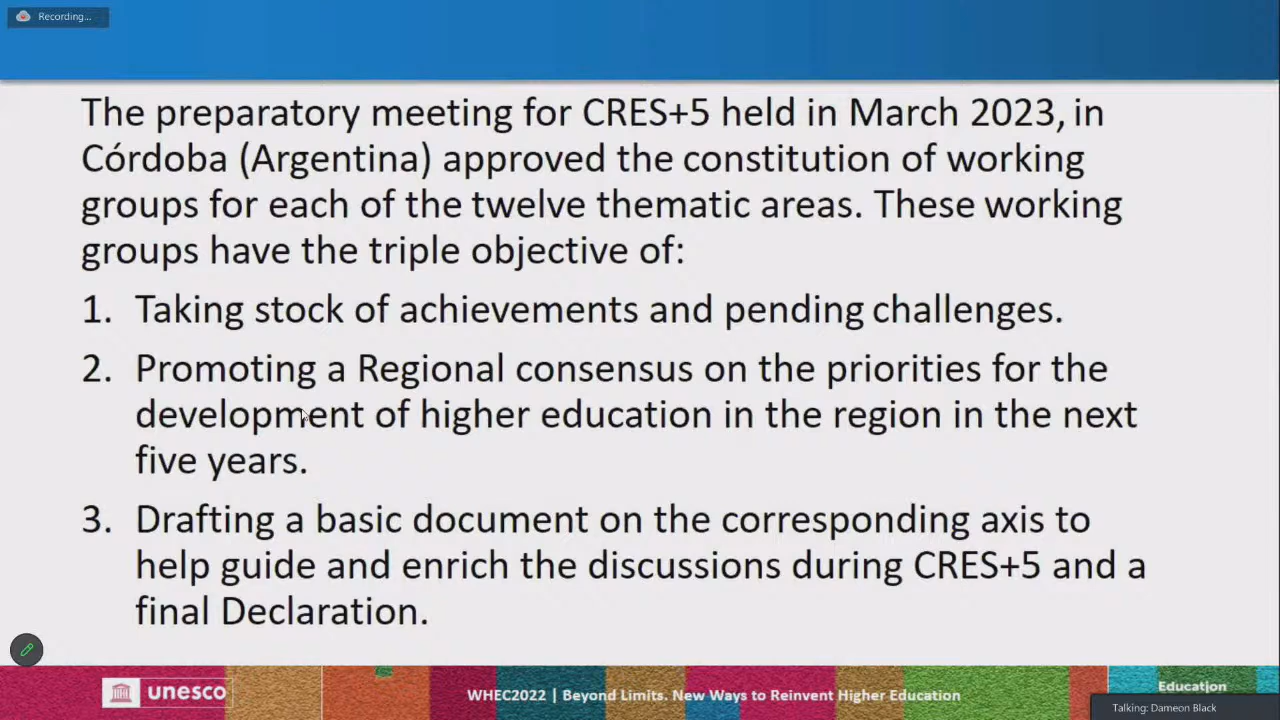 Recording...
The preparatory meeting for CRES+5 held in March 2023, in
Córdoba (Argentina) approved the constitution of working
groups for each of the twelve thematic areas. These working
groups have the triple objective of:
1. Taking stock of achievements and pending challenges.
2. Promoting a Regional consensus on the priorities for the
development of higher education in the region in the next
five years.
3. Drafting a basic document on the corresponding axis to
help guide and enrich the discussions during CRES+5 and a
final Declaration.
unesco
WHEC2022 | Beyond Limits. New Ways to Reinvent Higher Education
Education
Talking: Dameon Black